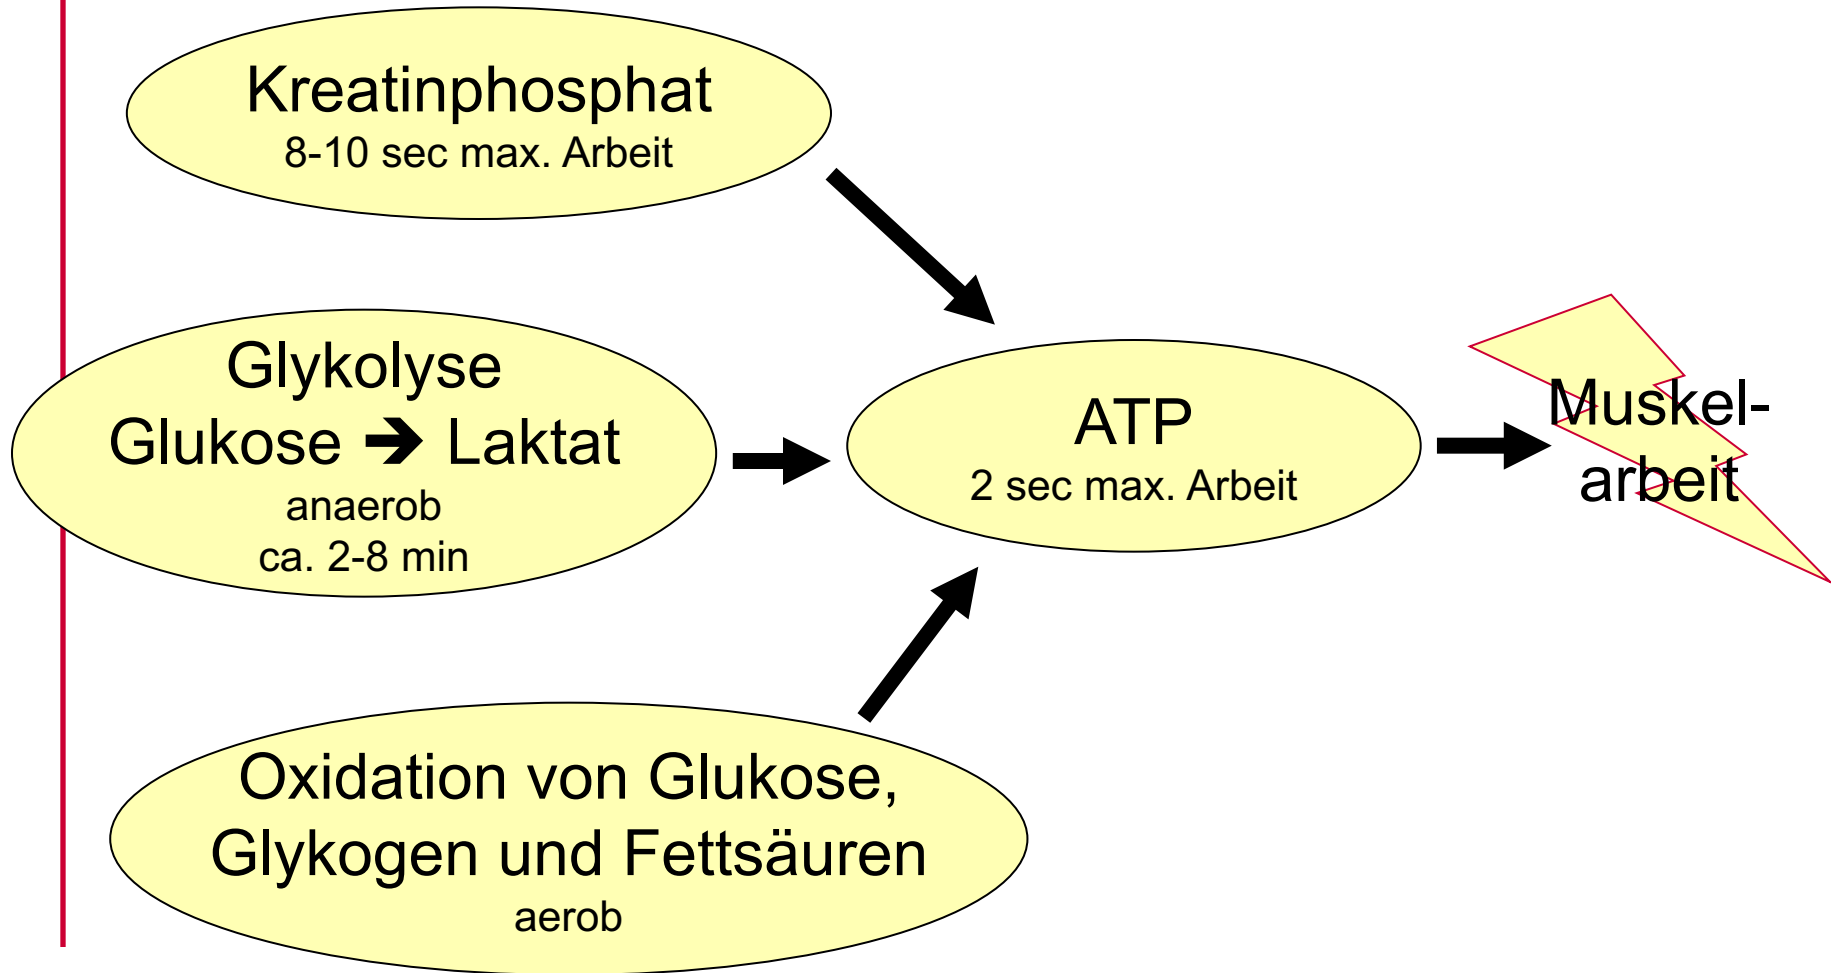 Kreatinphosphat
8-10 sec max. Arbeit
Glykolyse
Glukose ➔ Laktat
anaerob
ca. 2-8 min
ATP
2 sec max. Arbeit
Muskel-
arbeit
Oxidation von Glukose,
Glykogen und Fettsäuren
aerob